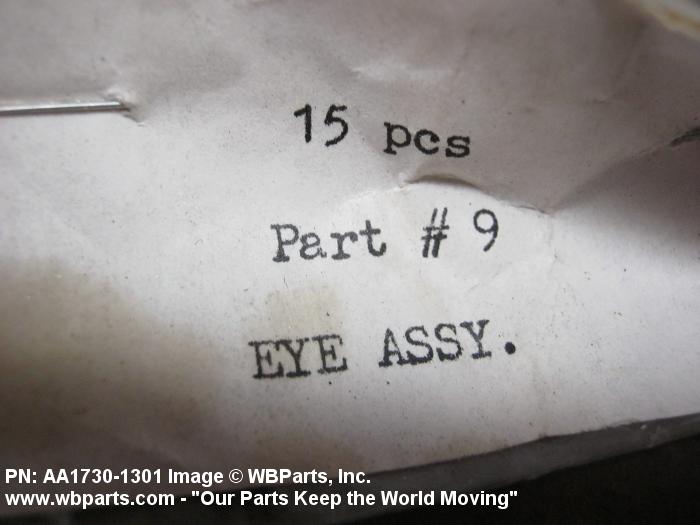 15 pcs
Part # 9
EYE ASSY.
PN: AA1730-1301 Image © WBParts, Inc.
www.wbparts.com - "Our Parts Keep the World Moving"